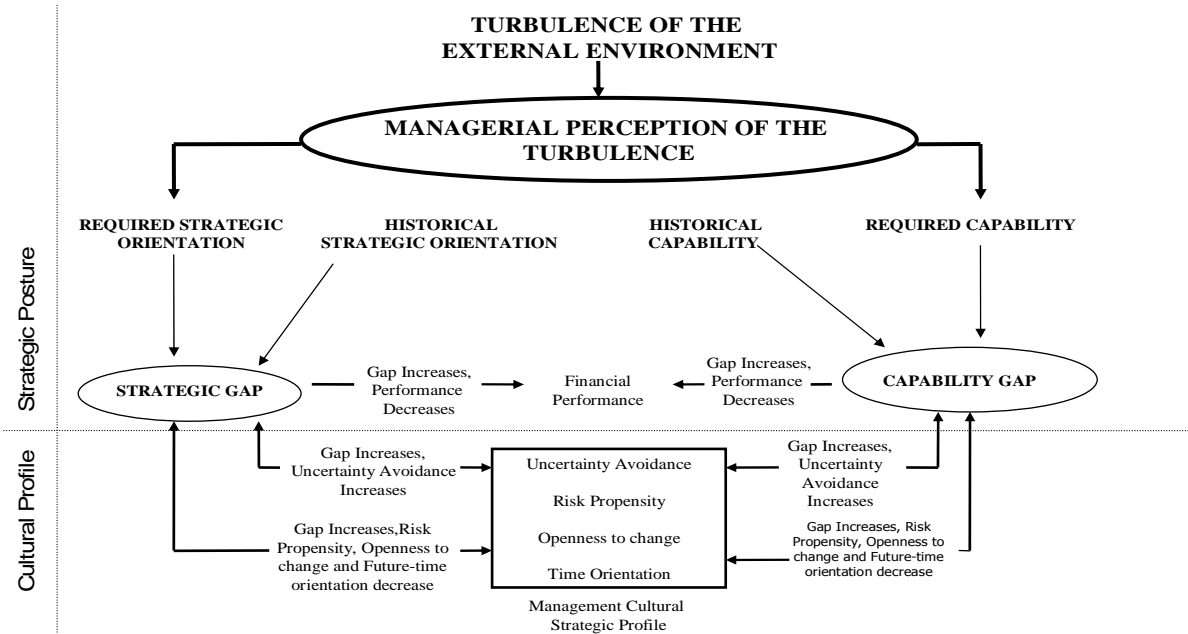 TURBULENCE OF THE
EXTERNAL ENVIRONMENT
MANAGERIAL PERCEPTION OF THE
TURBULENCE
Strategic Posture
REQUIRED STRATEGIC
ORIENTATION
HISTORICAL
STRATEGIC ORIENTATION
HISTORICAL
CAPABILITY
REQUIRED CAPABILITY
STRATEGIC GAP
Gap Increases,
Performance
Decreases
Financial
Performance
Gap Increases,
Performance
Decreases
CAPABILITY GAP
Cultural Profile
Gap Increases,
Uncertainty Avoidance
Increases
Gap Increases,Risk
Propensity, Openness to
change and Future-time
orientation decrease
Uncertainty Avoidance
Risk Propensity
Openness to change
Time Orientation
Management Cultural
Strategic Profile
Gap Increases,
Uncertainty
Avoidance
Increases
Gap Increases, Risk
Propensity, Openness to
change and Future-time
orientation decrease